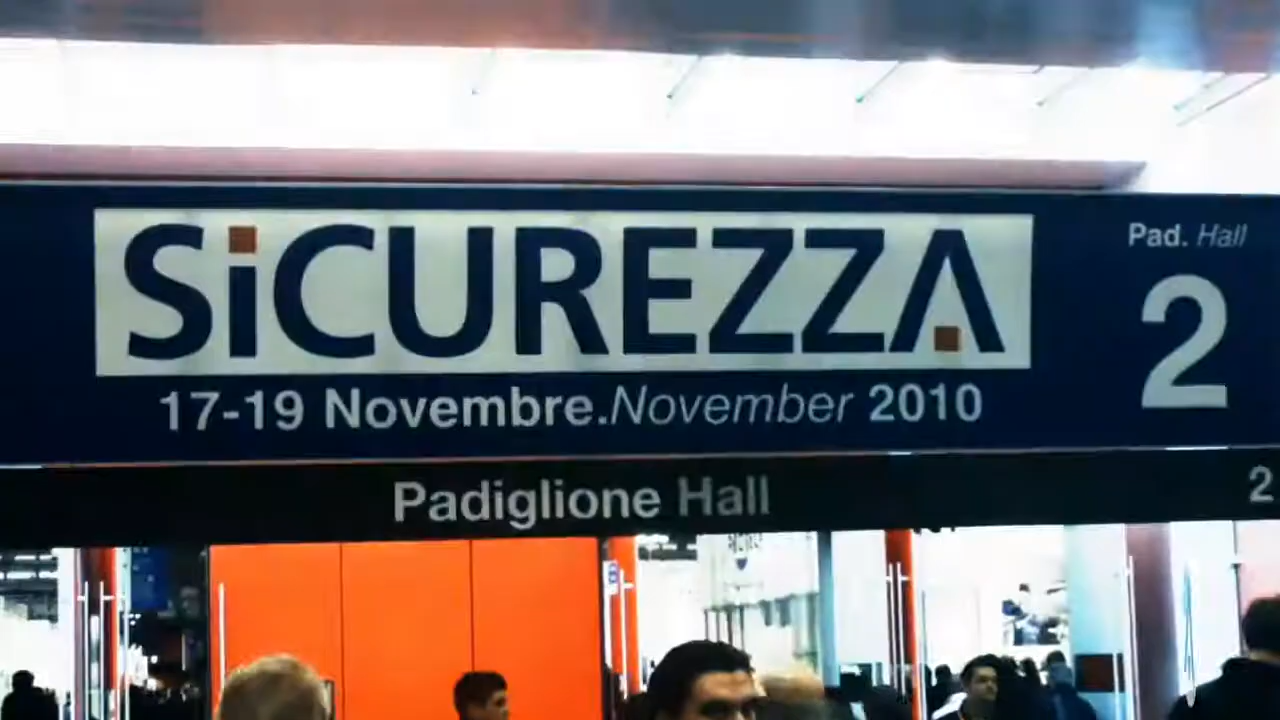 SiCUREZZA
Pad. Hall
2
17-19 Novembre.November 2010
Padiglione Hall
2